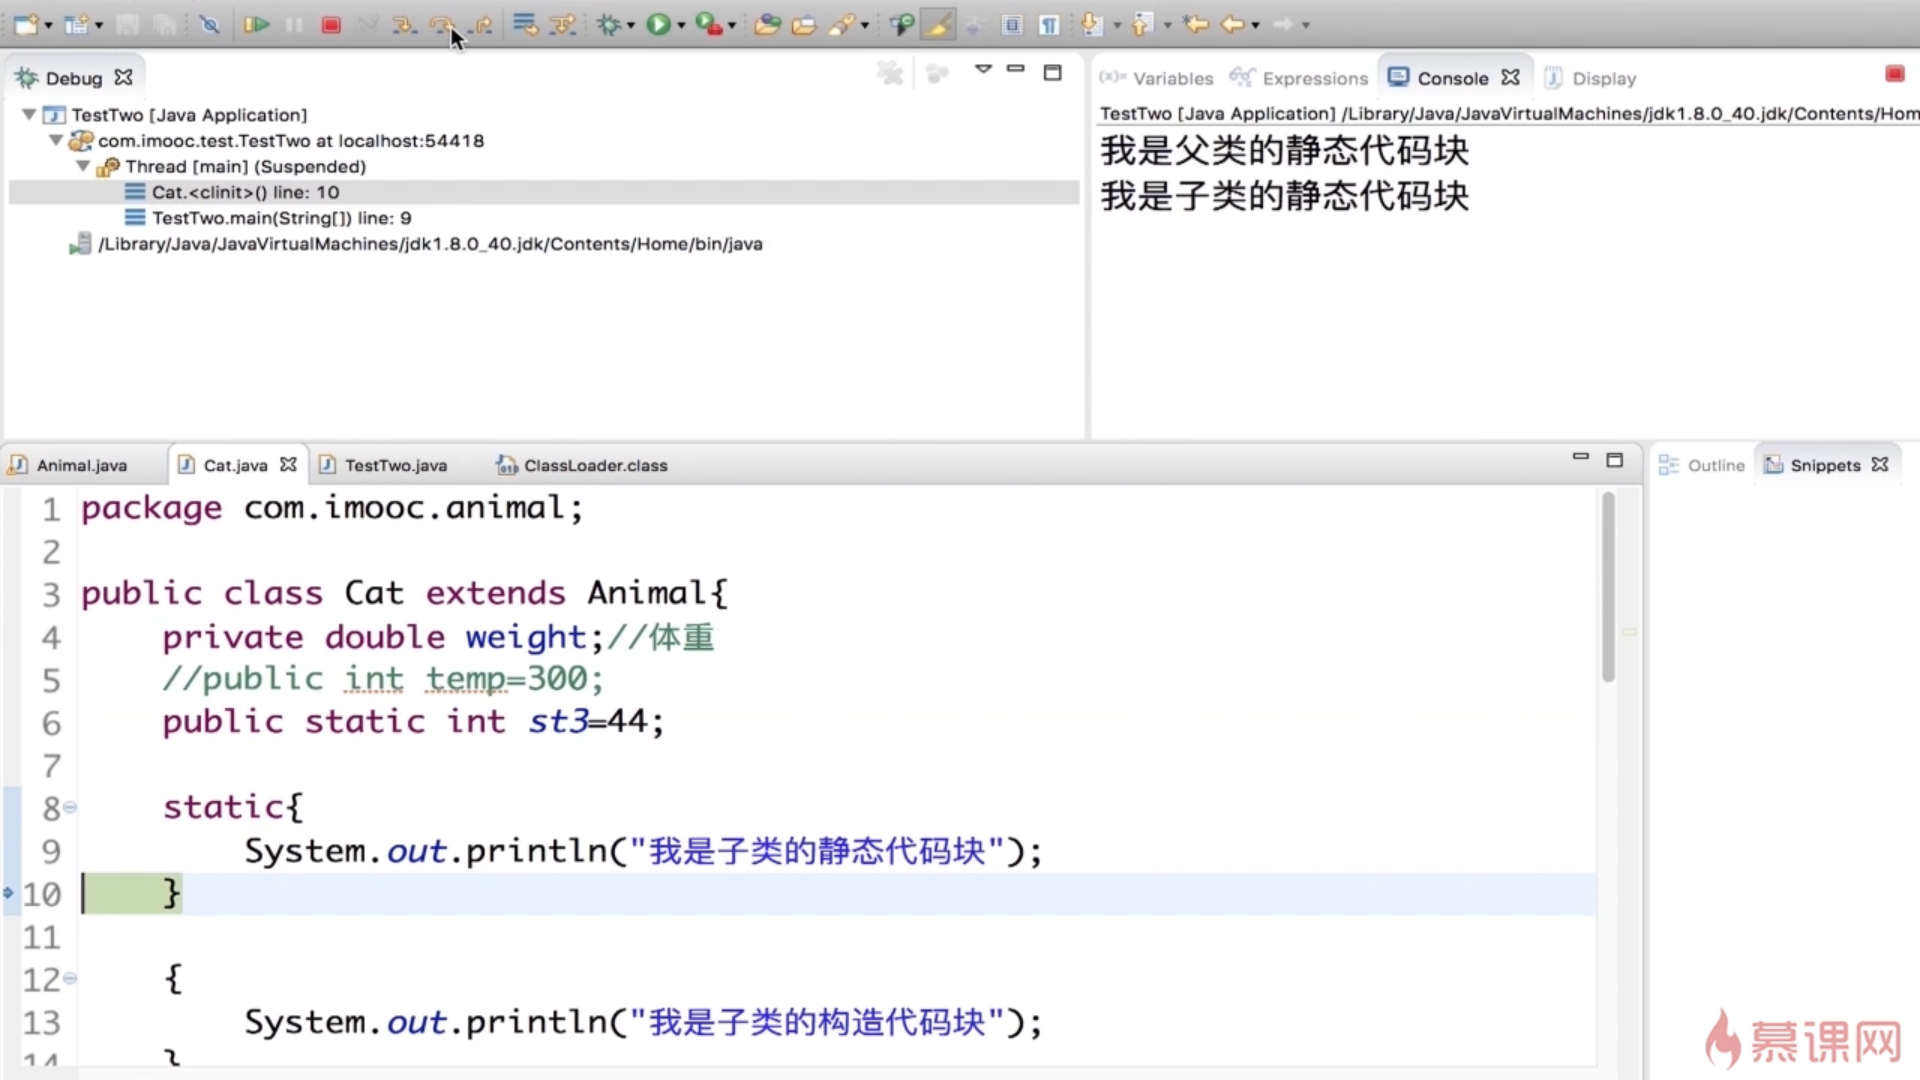 Debug
TestTwo [Java Application]
com.imooc.test.TestTwo at localhost:54418
Thread [main] (Suspended)
Cat.<clinit>() line: 10
TestTwo.main(String[]) line: 9
/Library/Java/JavaVirtualMachines/jdk1.8.0_40.jdk/Contents/Home/bin/java
(x)= Variables Expressions Console Display
TestTwo [Java Application] /Library/Java/JavaVirtualMachines/jdk1.8.0_40.jdk/Contents/Hom
我是父类的静态代码块
我是子类的静态代码块
Animal.java Cat.java TestTwo.java ClassLoader.class
Outline Snippets
1 package com.imooc.animal;
2
3 public class Cat extends Animal{
4 private double weight;//体重
5 //public int temp=300;
6 public static int st3=44;
7
8 static{
9 System.out.println("我是子类的静态代码块");
10 }
11
12 {
13 System.out.println("我是子类的构造代码块");
14 }
慕课网